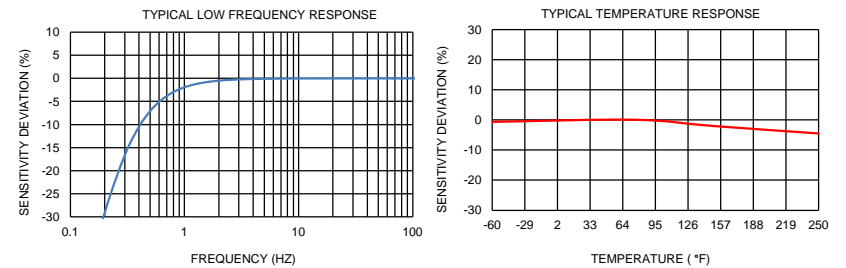 TYPICAL LOW FREQUENCY RESPONSE
SENSITIVITY DEVIATION (%)
10
5
0
-5
-10
-15
-20
-25
-30
0.1 1 10 100
FREQUENCY (HZ)
TYPICAL TEMPERATURE RESPONSE
SENSITIVITY DEVIATION (%)
30
20
10
0
-10
-20
-30
-60 -29 2 33 64 95 126 157 188 219 250
TEMPERATURE ( °F)